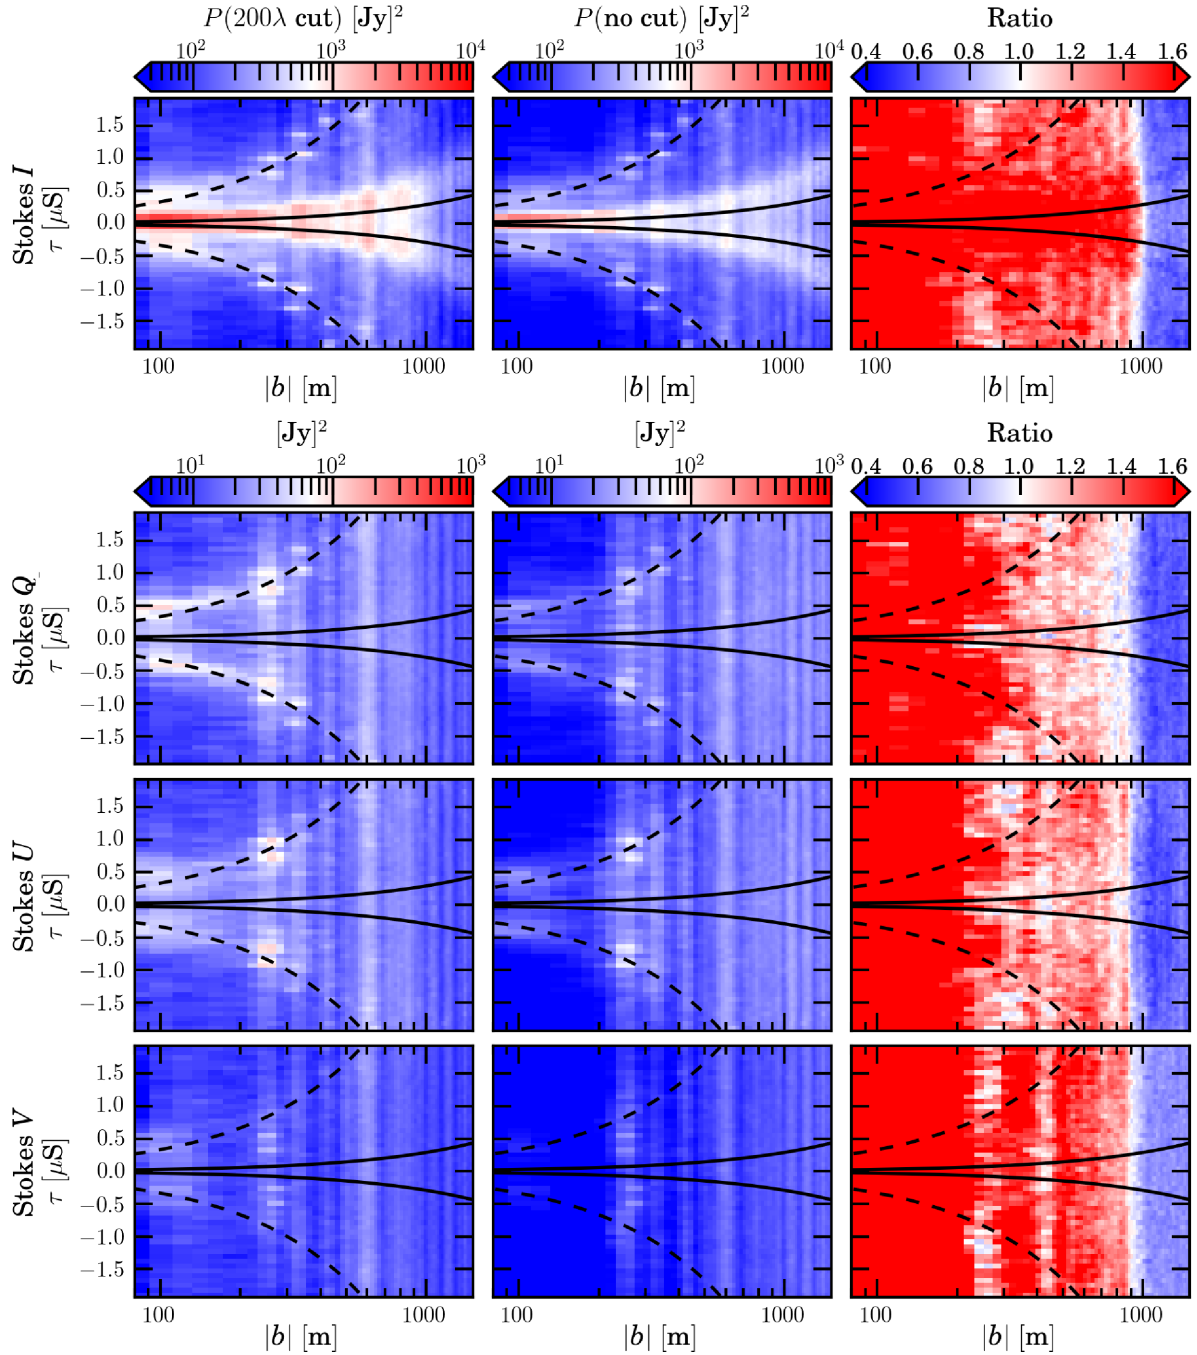 P(200λ cut) [Jy]² P(no cut) [Jy]² Ratio
10² 10³ 10⁴ 10² 10³ 10⁴ 0.4 0.6 0.8 1.0 1.2 1.4 1.6
Stokes I
τ [μS]
1.5
1.0
0.5
0.0
−0.5
−1.0
−1.5
100 1000 100 1000 100 1000
|b| [m] |b| [m] |b| [m]
[Jy]² [Jy]² Ratio
10¹ 10² 10³ 10¹ 10² 10³ 0.4 0.6 0.8 1.0 1.2 1.4 1.6
Stokes Q
τ [μS]
1.5
1.0
0.5
0.0
−0.5
−1.0
−1.5
Stokes U
τ [μS]
1.5
1.0
0.5
0.0
−0.5
−1.0
−1.5
Stokes V
τ [μS]
1.5
1.0
0.5
0.0
−0.5
−1.0
−1.5
100 1000 100 1000 100 1000
|b| [m] |b| [m] |b| [m]